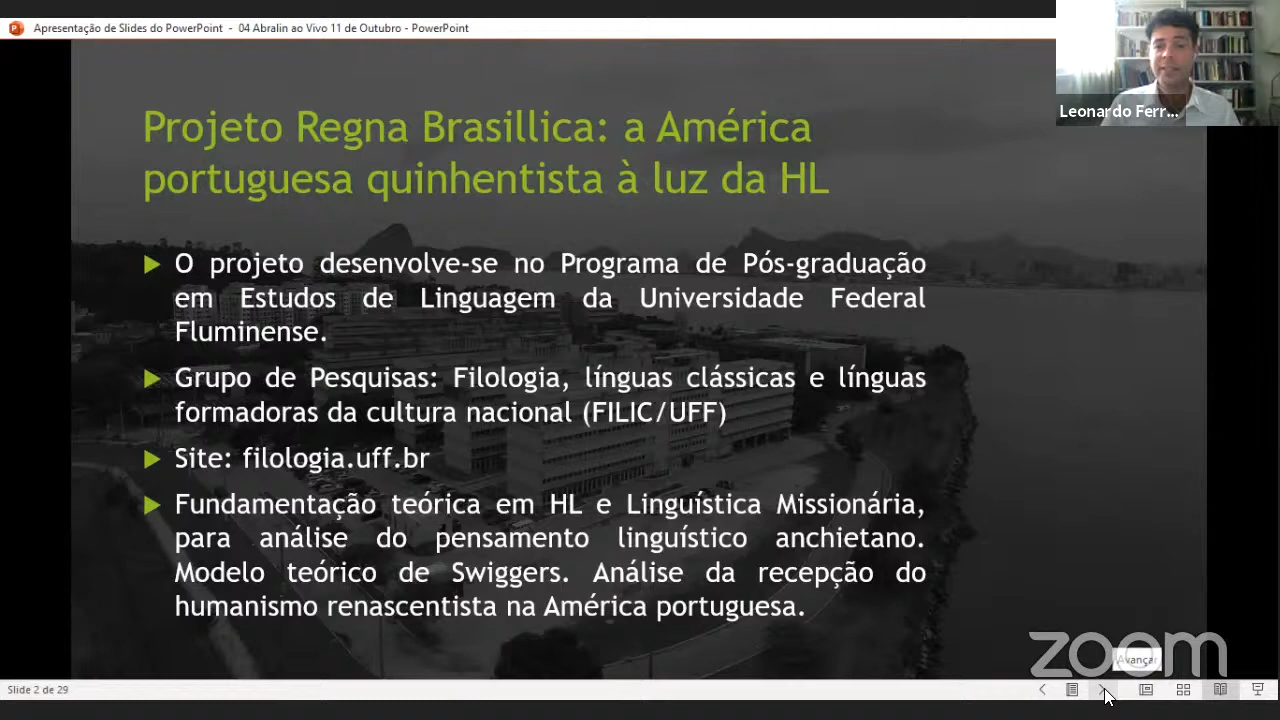 Apresentação de Slides do PowerPoint - 04 Abralin ao Vivo 11 de Outubro - PowerPoint
Leonardo Ferr...
Projeto Regna Brasillica: a América
portuguesa quinhentista à luz da HL
O projeto desenvolve-se no Programa de Pós-graduação
em Estudos de Linguagem da Universidade Federal
Fluminense.
Grupo de Pesquisas: Filologia, línguas clássicas e línguas
formadoras da cultura nacional (FILIC/UFF)
Site: filologia.uff.br
Fundamentação teórica em HL e Linguística Missionária,
para análise do pensamento linguístico anchietano.
Modelo teórico de Swiggers. Análise da recepção do
humanismo renascentista na América portuguesa.
zoom
Avançar
Slide 2 de 29